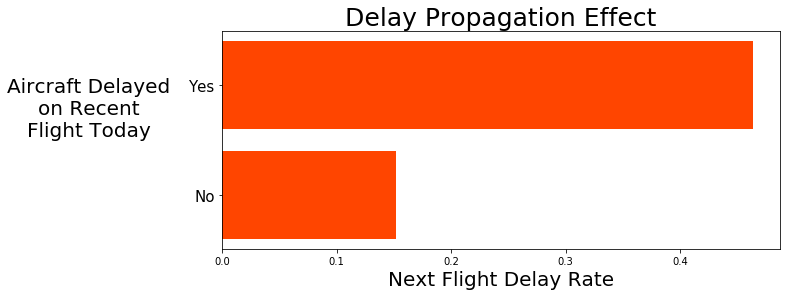 Delay Propagation Effect
Aircraft Delayed
on Recent
Flight Today
Yes
No
0.0 0.1 0.2 0.3 0.4
Next Flight Delay Rate